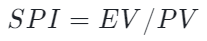 SPI = EV/PV